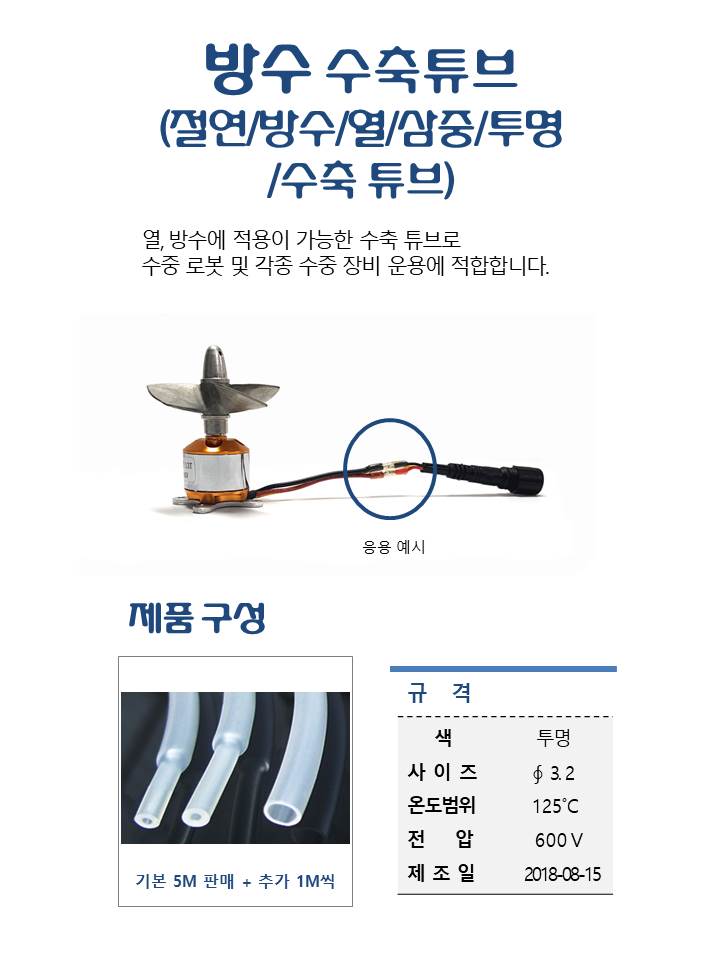 방수 수축튜브
(절연/방수/열/삼중/투명
/수축 튜브)
열, 방수에 적용이 가능한 수축 튜브로
수중 로봇 및 각종 수중 장비 운용에 적합합니다.
응용 예시
제품 구성
기본 5M 판매 + 추가 1M씩
규 격
색 투명
사 이 즈 ∮ 3.2
온도범위 125˚C
전 압 600 V
제 조 일 2018-08-15